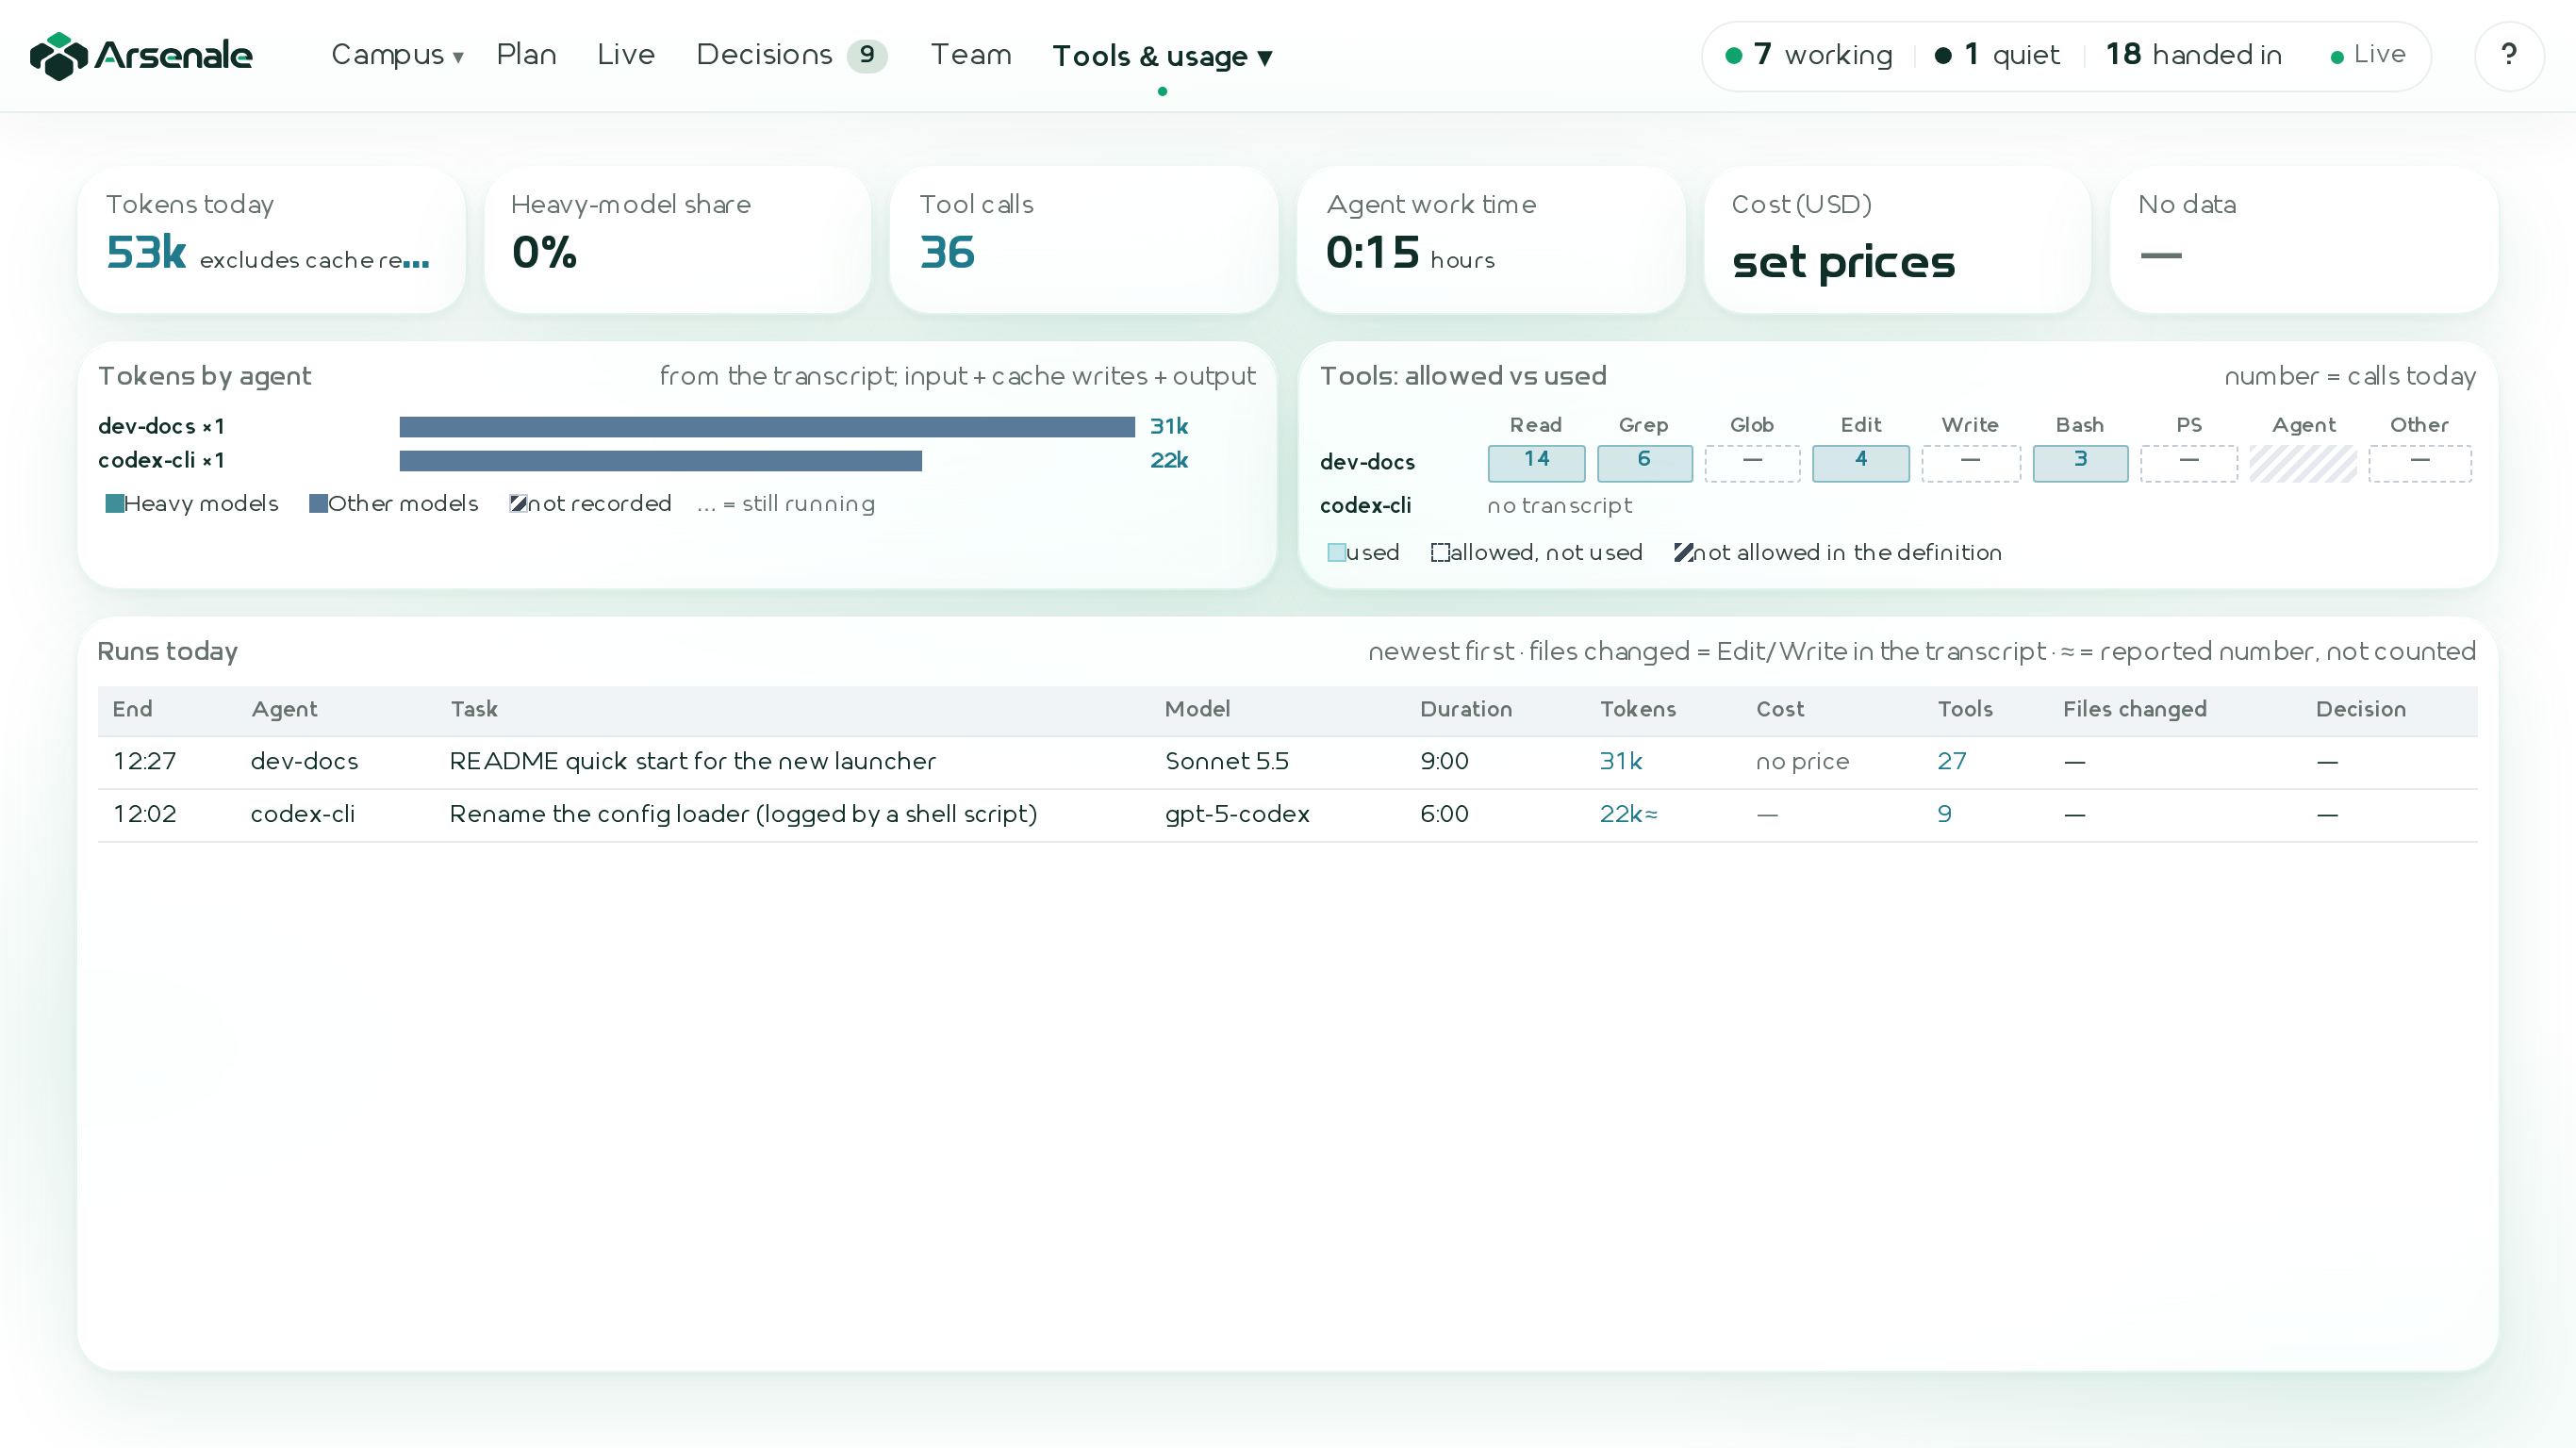 Arsenale
Campus ▾ Plan Live Decisions 9 Team Tools & usage ▾
7 working 1 quiet 18 handed in Live ?
Tokens today
53k excludes cache re...
Heavy-model share
0%
Tool calls
36
Agent work time
0:15 hours
Cost (USD)
set prices
No data
—
Tokens by agent from the transcript; input + cache writes + output
dev-docs ×1 31k
codex-cli ×1 22k
Heavy models Other models not recorded ... = still running
Tools: allowed vs used number = calls today
Read Grep Glob Edit Write Bash PS Agent Other
dev-docs 14 6 — 4 — 3 — —
codex-cli no transcript
used allowed, not used not allowed in the definition
Runs today newest first · files changed = Edit/Write in the transcript · ≈ = reported number, not counted
End Agent Task Model Duration Tokens Cost Tools Files changed Decision
12:27 dev-docs README quick start for the new launcher Sonnet 5.5 9:00 31k no price 27 — —
12:02 codex-cli Rename the config loader (logged by a shell script) gpt-5-codex 6:00 22k≈ — 9 — —